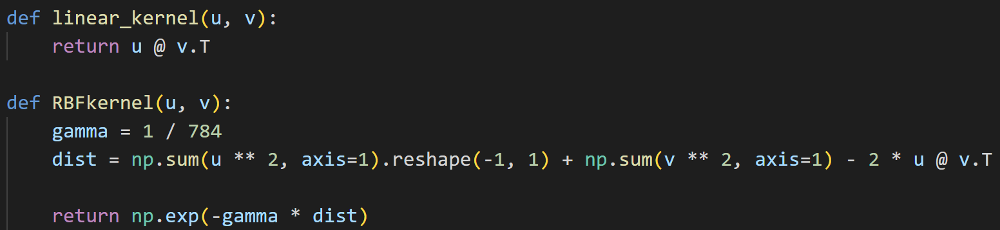 def linear_kernel(u, v):
    return u @ v.T
def RBFkernel(u, v):
    gamma = 1 / 784
    dist = np.sum(u ** 2, axis=1).reshape(-1, 1) + np.sum(v ** 2, axis=1) - 2 * u @ v.T
    return np.exp(-gamma * dist)